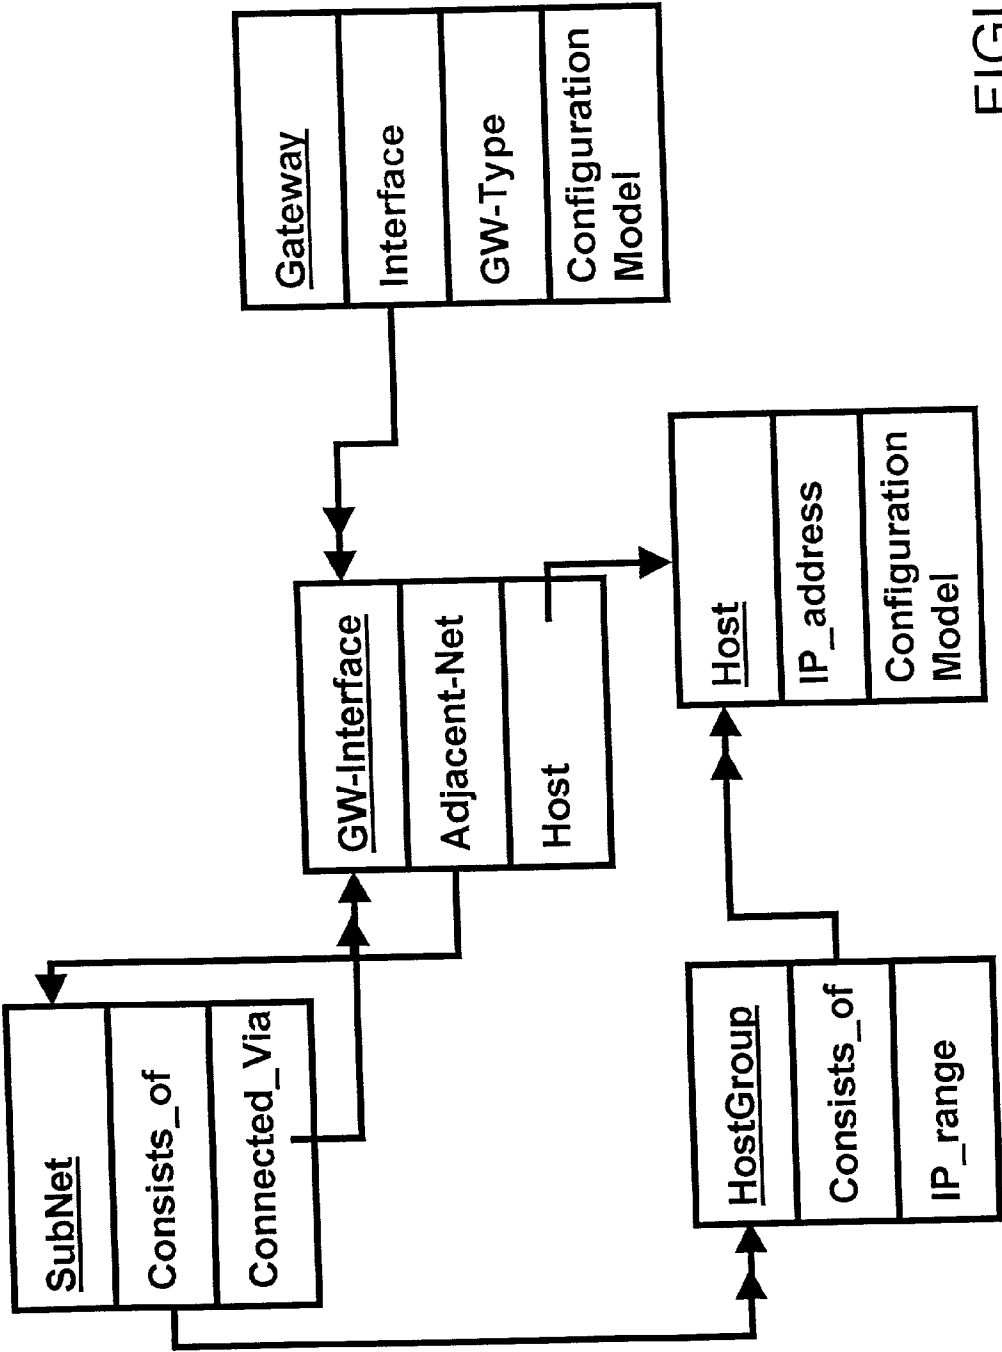 SubNet
Consists_of
Connected_Via
GW-Interface
Adjacent-Net
Host
Gateway
Interface
GW-Type
Configuration
Model
HostGroup
Consists_of
IP_range
Host
IP_address
Configuration
Model